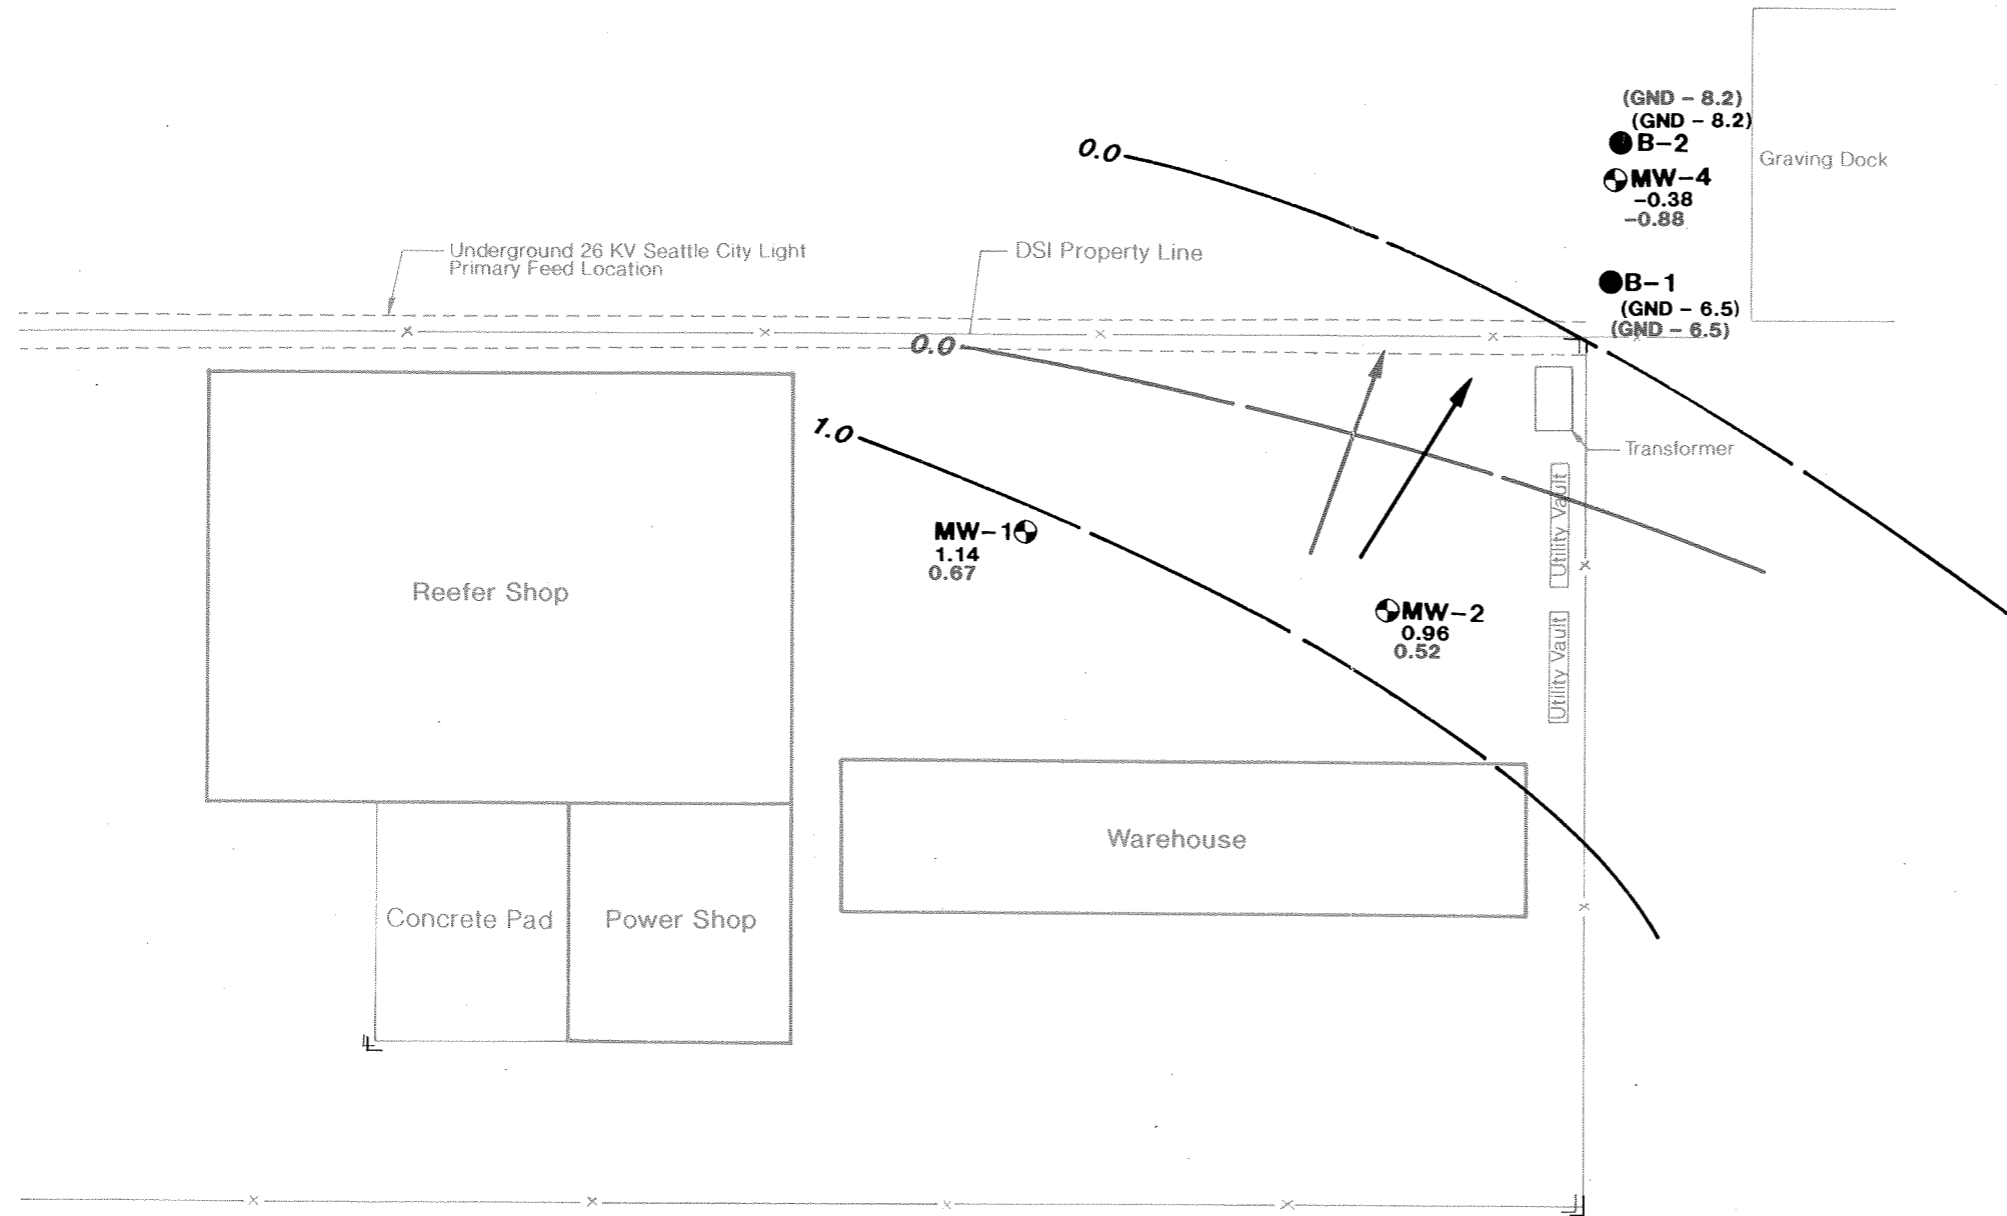 (GND - 8.2)
(GND - 8.2)
B-2
MW-4
-0.38
-0.88
Graving Dock
0.0
Underground 26 KV Seattle City Light
Primary Feed Location
DSI Property Line
B-1
(GND - 6.5)
(GND - 6.5)
0.0
1.0
Transformer
MW-1
1.14
0.67
Utility Vault
Reefer Shop
MW-2
0.96
0.52
Utility Vault
Warehouse
Concrete Pad
Power Shop